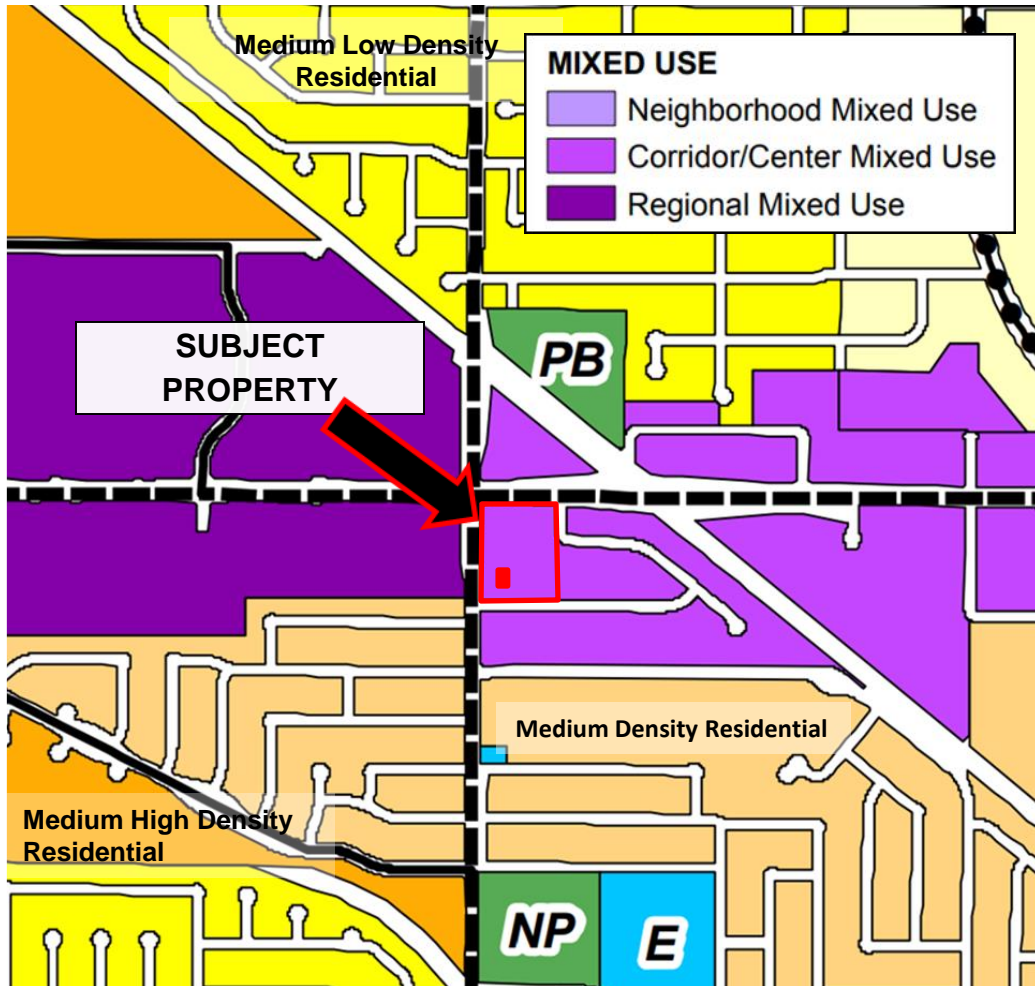 Medium Low Density
Residential
MIXED USE
Neighborhood Mixed Use
Corridor/Center Mixed Use
Regional Mixed Use
SUBJECT
PROPERTY
PB
Medium Density Residential
Medium High Density
Residential
NP
E